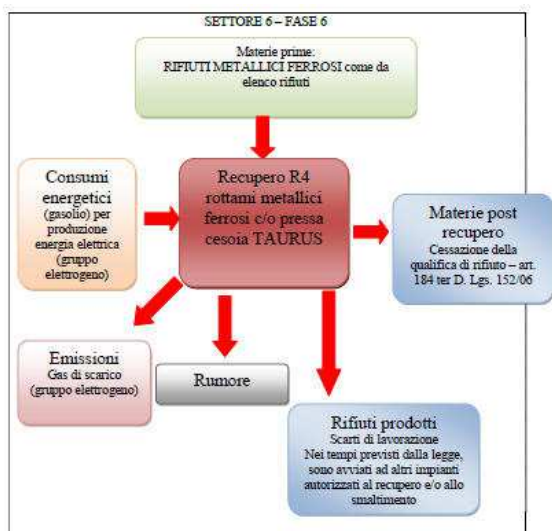 SETTORE 6 – FASE 6
Materie prime:
RIFIUTI METALLICI FERROSI come da
elenco rifiuti
Consumi
energetici
(gasolio) per
produzione
energia elettrica
(gruppo
elettrogeno)
Recupero R4
rottami metallici
ferrosi c/o pressa
cesoia TAURUS
Materie post
recupero
Cessazione della
qualifica di rifiuto – art.
184 ter D. Lgs. 152/06
Emissioni
Gas di scarico
(gruppo elettrogeno)
Rumore
Rifiuti prodotti
Scarti di lavorazione
Nei tempi previsti dalla legge,
sono avviati ad altri impianti
autorizzati al recupero e/o allo
smaltimento